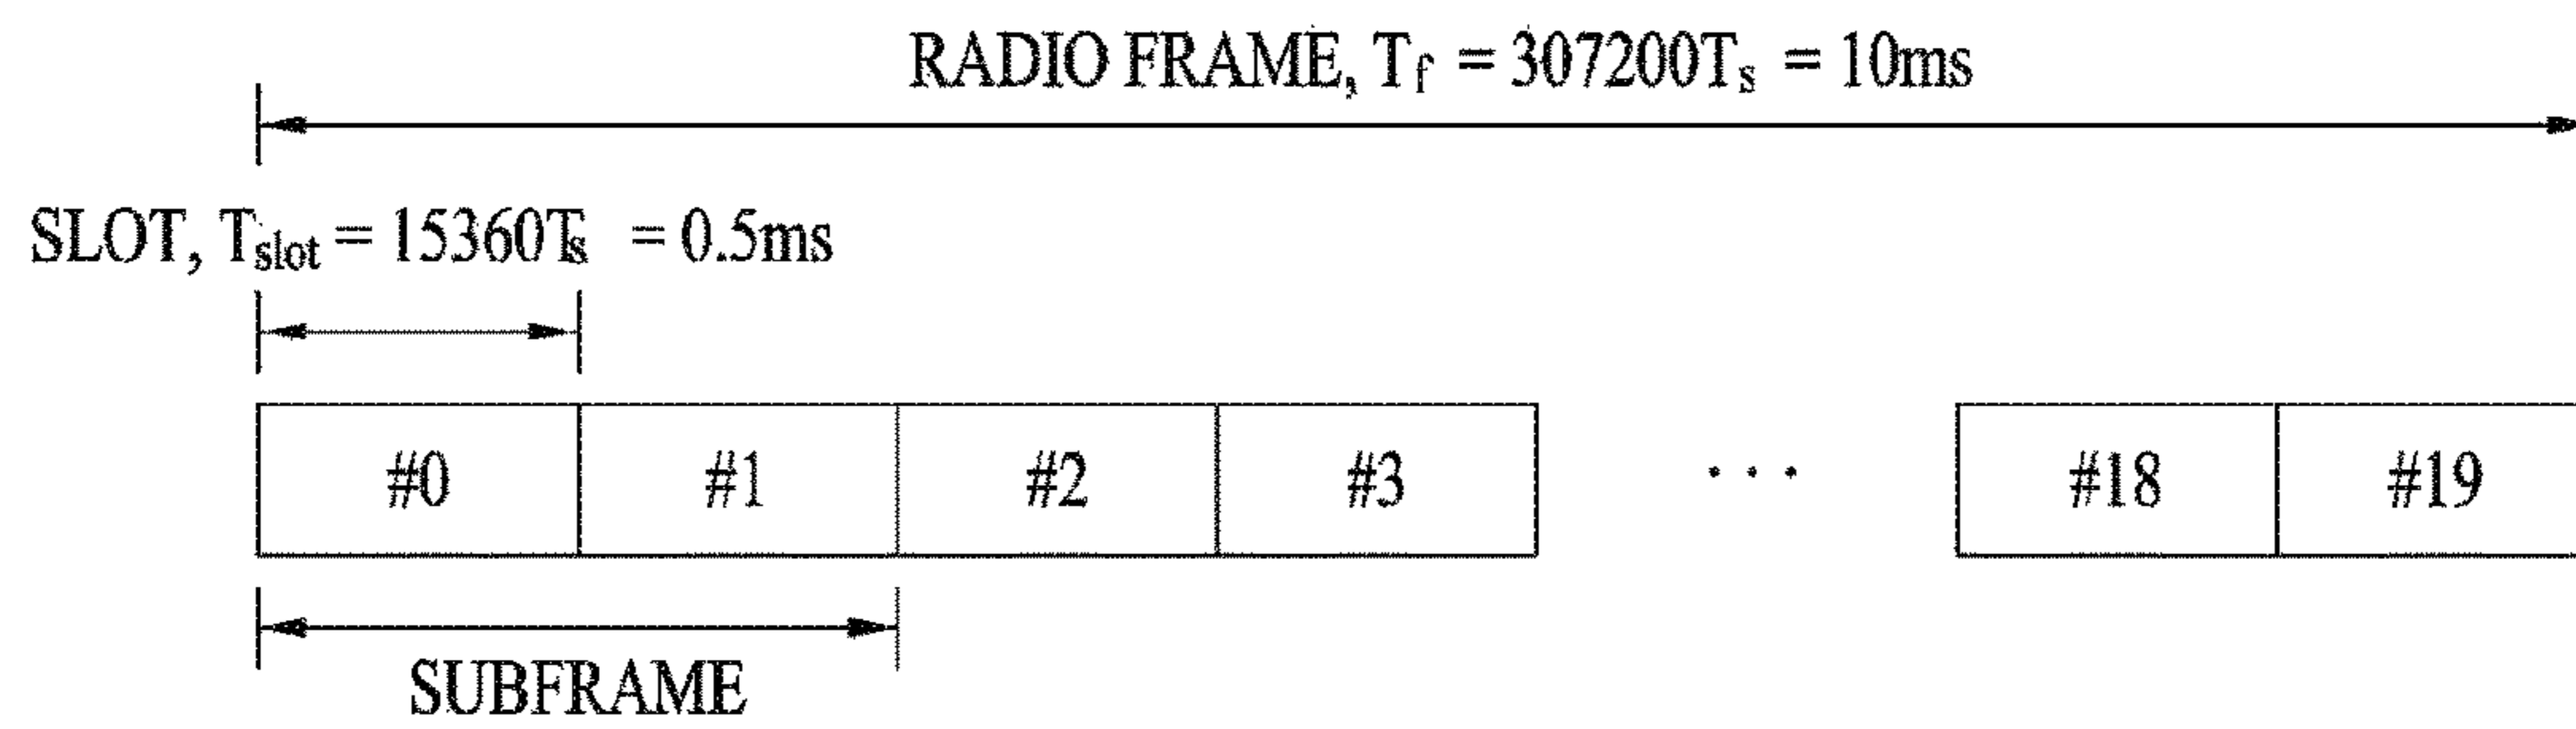 RADIO FRAME, Tf = 307200Ts = 10ms
SLOT, Tslot = 15360Ts = 0.5ms
#0 #1 #2 #3 ... #18 #19
SUBFRAME